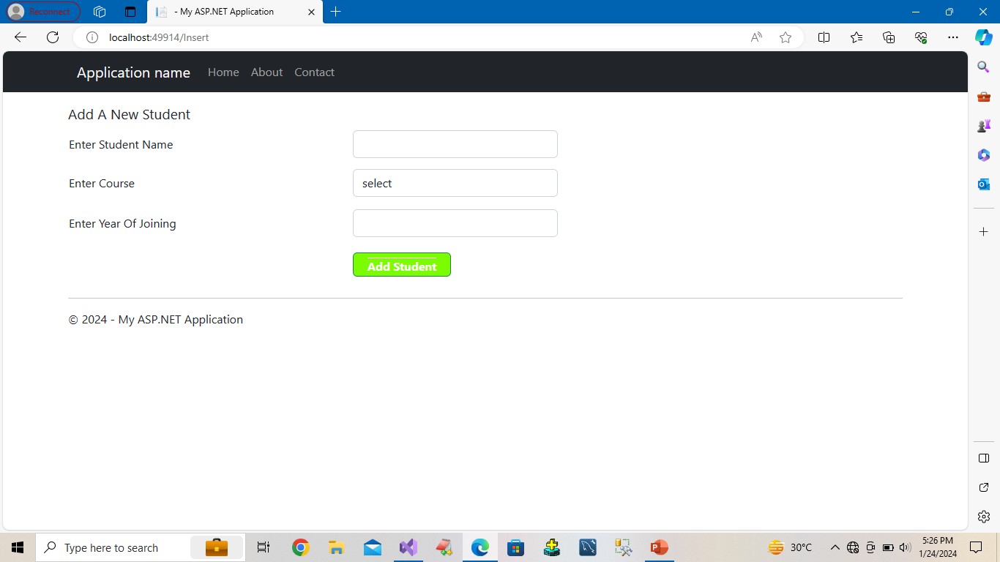 Reconnect
- My ASP.NET Application
localhost:49914/Insert
Application name Home About Contact
Add A New Student
Enter Student Name
Enter Course select
Enter Year Of Joining
Add Student
© 2024 - My ASP.NET Application
Type here to search
30°C
5:26 PM
1/24/2024